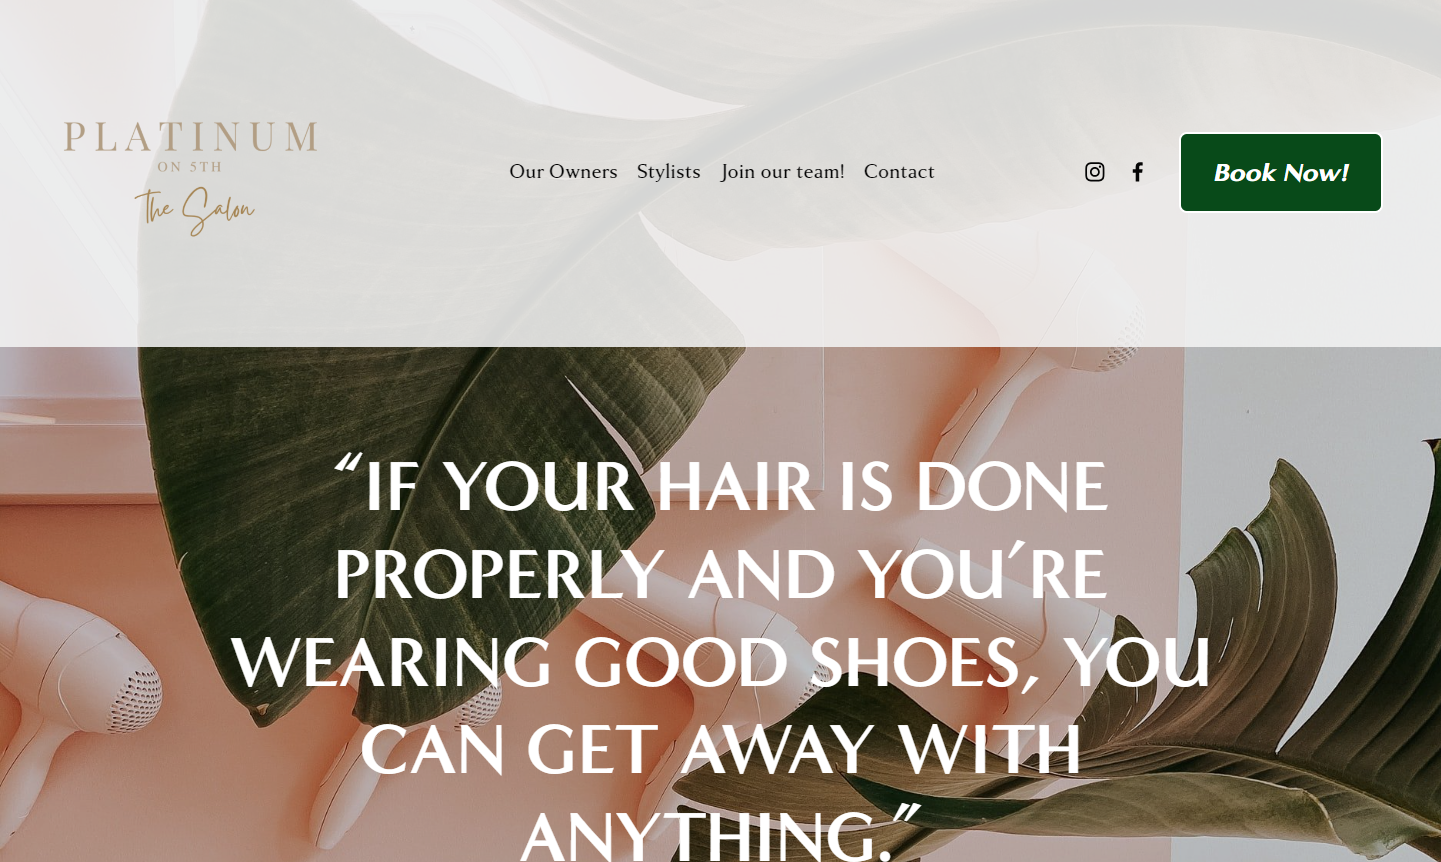 PLATINUM
ON 5TH
The Salon
Our Owners Stylists Join our team! Contact
Book Now!
“IF YOUR HAIR IS DONE
PROPERLY AND YOU’RE
WEARING GOOD SHOES, YOU
CAN GET AWAY WITH
ANYTHING.”